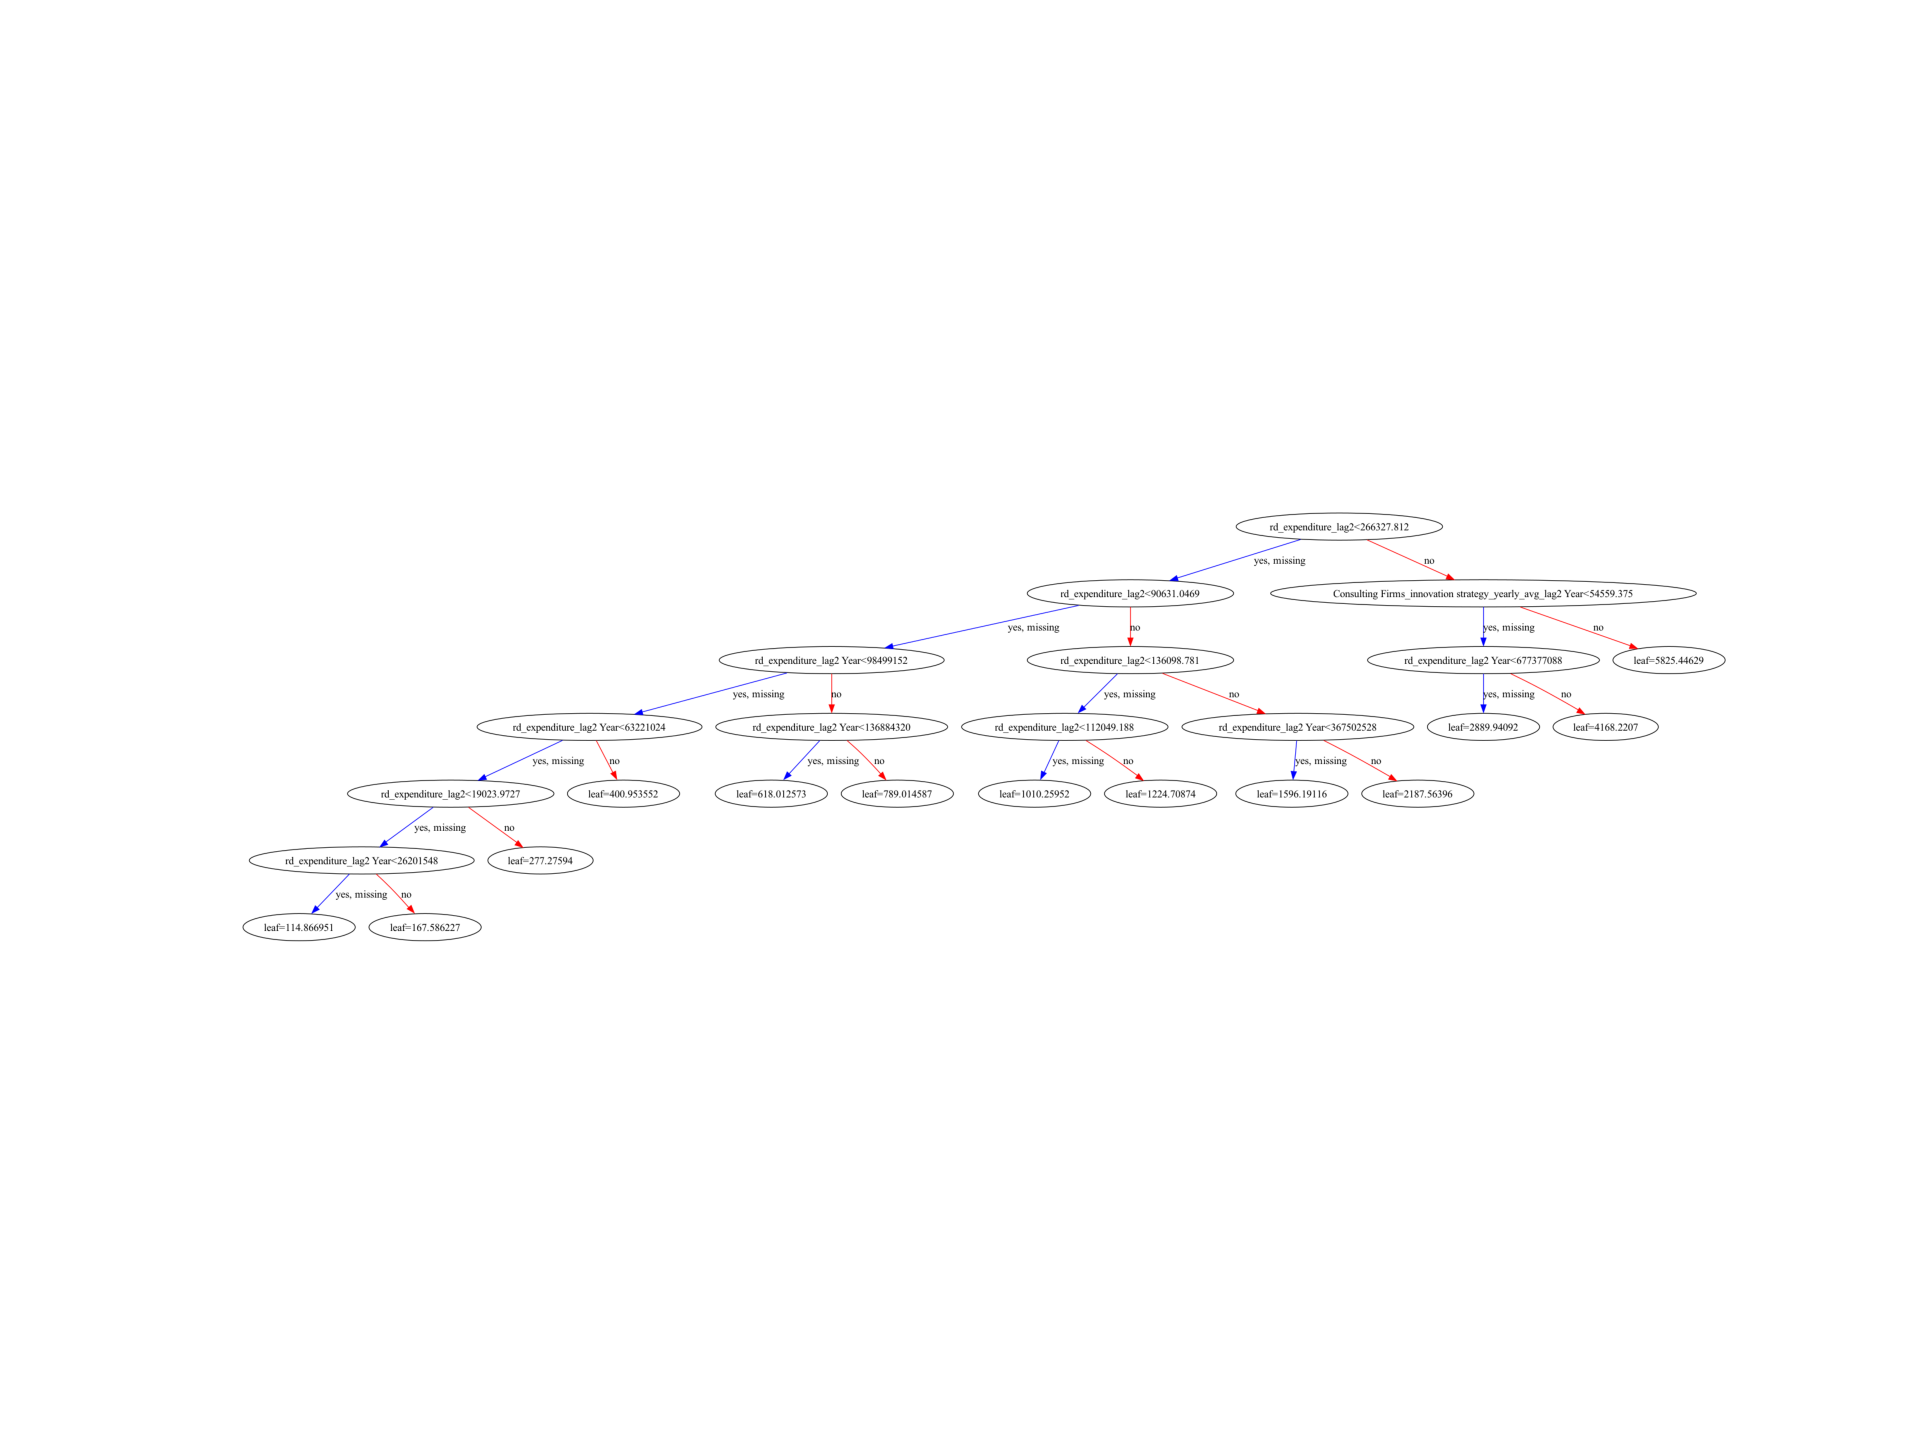 rd_expenditure_lag2<266327.812
yes, missing
no
rd_expenditure_lag2<90631.0469
Consulting Firms_innovation strategy_yearly_avg_lag2 Year<54559.375
yes, missing
no
yes, missing
no
rd_expenditure_lag2 Year<98499152
rd_expenditure_lag2<136098.781
rd_expenditure_lag2 Year<677377088
leaf=5825.44629
yes, missing
no
yes, missing
no
yes, missing
no
rd_expenditure_lag2 Year<63221024
rd_expenditure_lag2 Year<136884320
rd_expenditure_lag2<112049.188
rd_expenditure_lag2 Year<367502528
leaf=2889.94092
leaf=4168.2207
yes, missing
no
yes, missing
no
yes, missing
no
yes, missing
no
rd_expenditure_lag2<19023.9727
leaf=400.953552
leaf=618.012573
leaf=789.014587
leaf=1010.25952
leaf=1224.70874
leaf=1596.19116
leaf=2187.56396
yes, missing
no
rd_expenditure_lag2 Year<26201548
leaf=277.27594
yes, missing
no
leaf=114.866951
leaf=167.586227